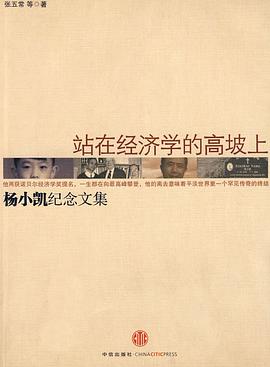 张五常 等◎著
站在经济学的高坡上
他两获诺贝尔经济学奖提名，一生都在向最高峰攀登，他的离去意味着平淡世界里一个罕见传奇的终结
杨小凯纪念文集
中信出版社·CHINACITICPRESS